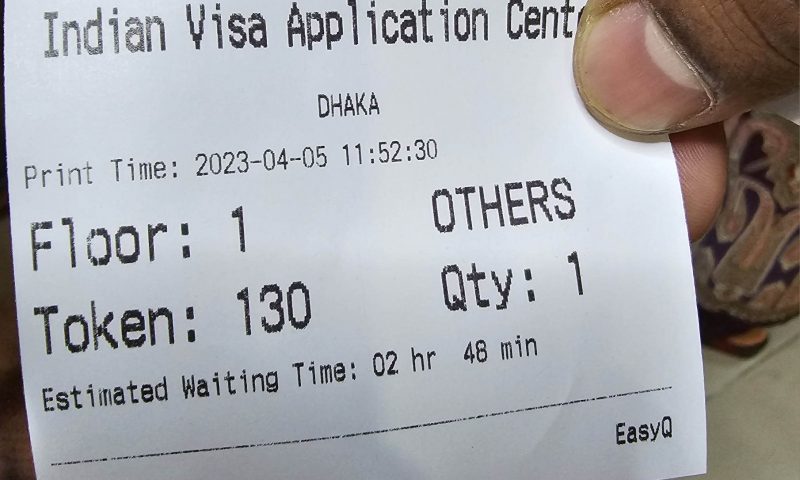 Indian Visa Application Cent
DHAKA
Print Time: 2023-04-05 11:52:30
Floor: 1 OTHERS
Token: 130 Qty: 1
Estimated Waiting Time: 02 hr 48 min
EasyQ